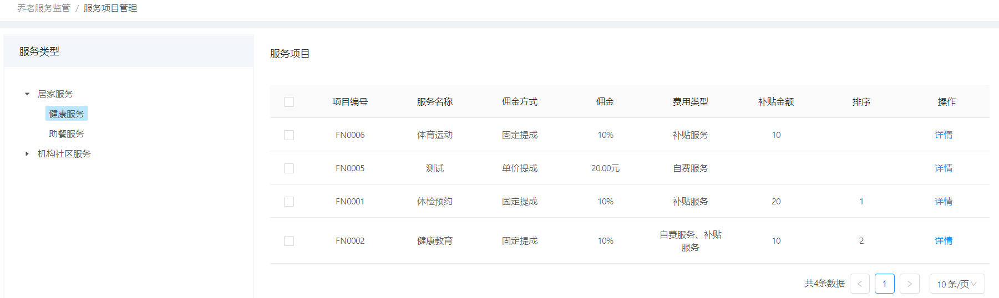 养老服务监管 / 服务项目管理
服务类型
居家服务
健康服务
助餐服务
机构社区服务
服务项目
项目编号 服务名称 佣金方式 佣金 费用类型 补贴金额 排序 操作
FN0006 体育运动 固定提成 10% 补贴服务 10 详情
FN0005 测试 单价提成 20.00元 自费服务 详情
FN0001 体检预约 固定提成 10% 补贴服务 20 1 详情
FN0002 健康教育 固定提成 10% 自费服务、补贴
服务 10 2 详情
共4条数据 < 1 > 10 条/页